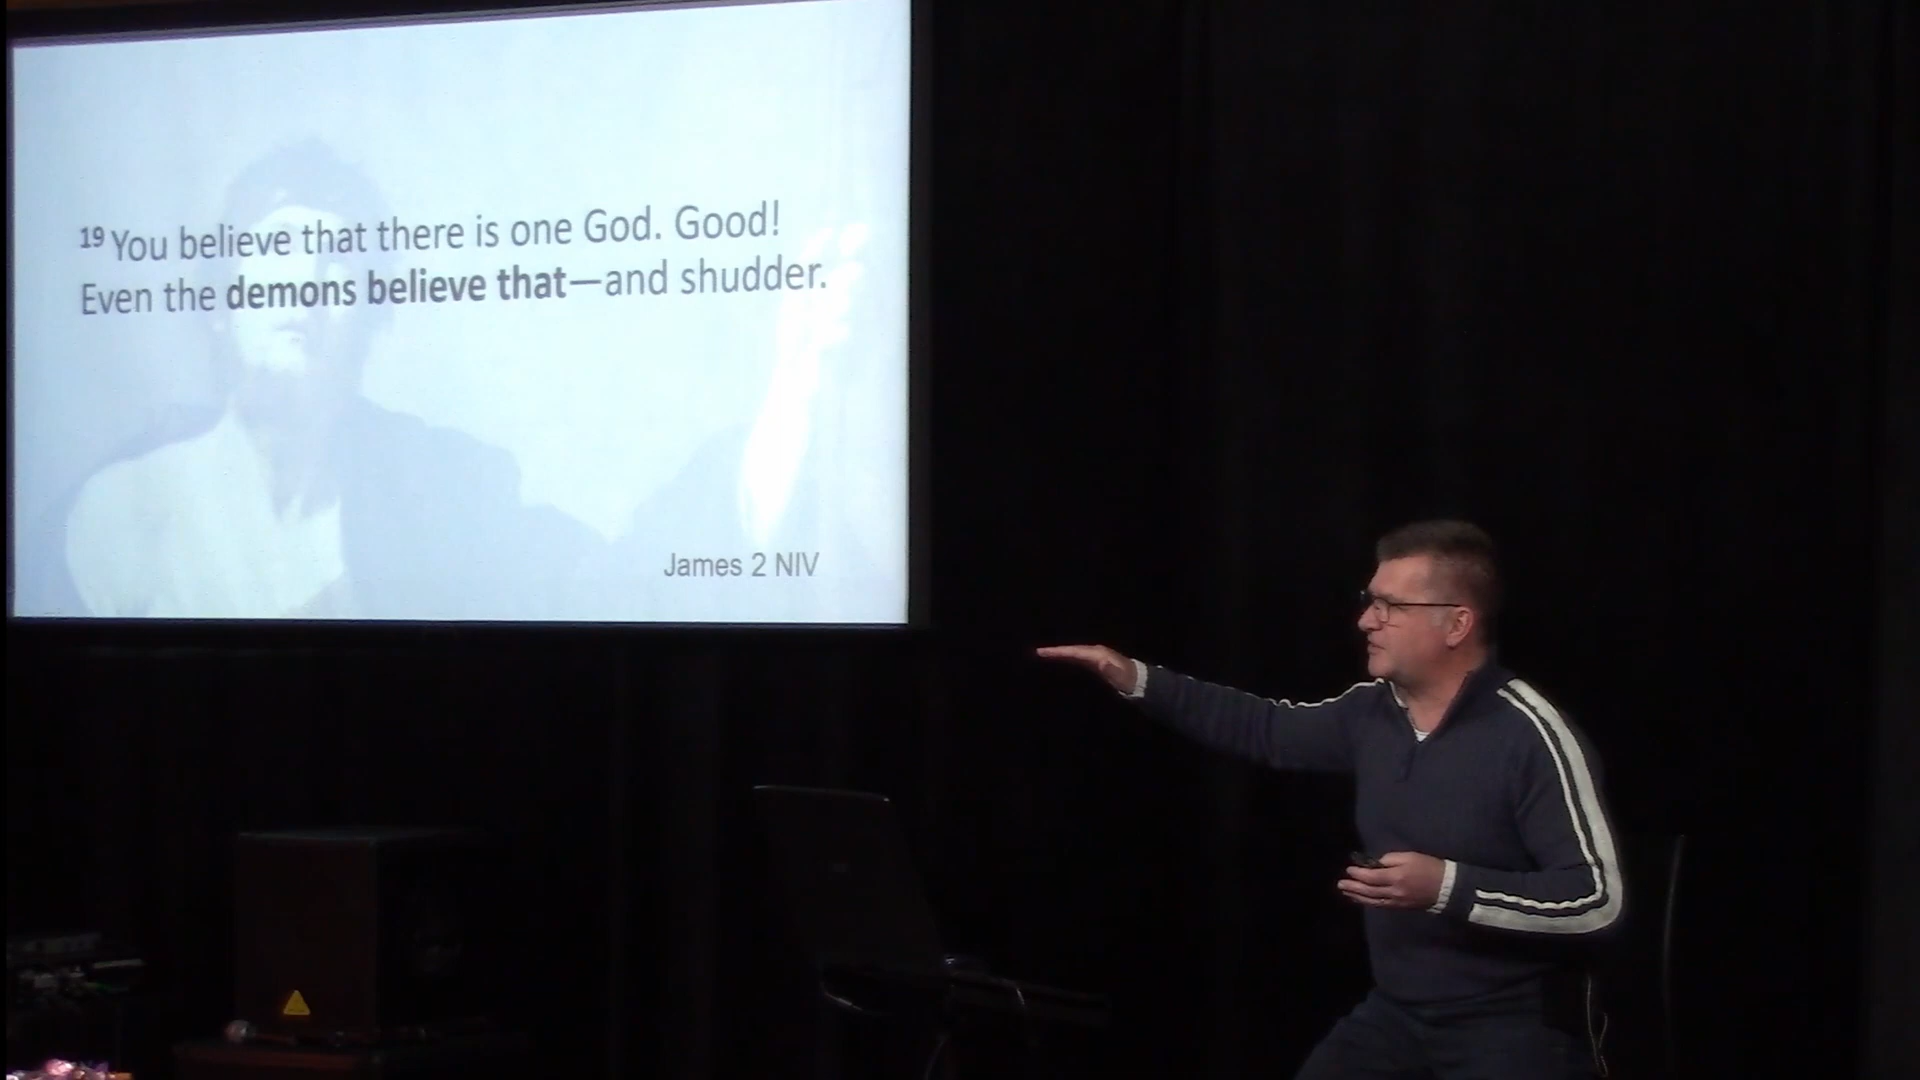 19 You believe that there is one God. Good!
Even the demons believe that—and shudder.
James 2 NIV